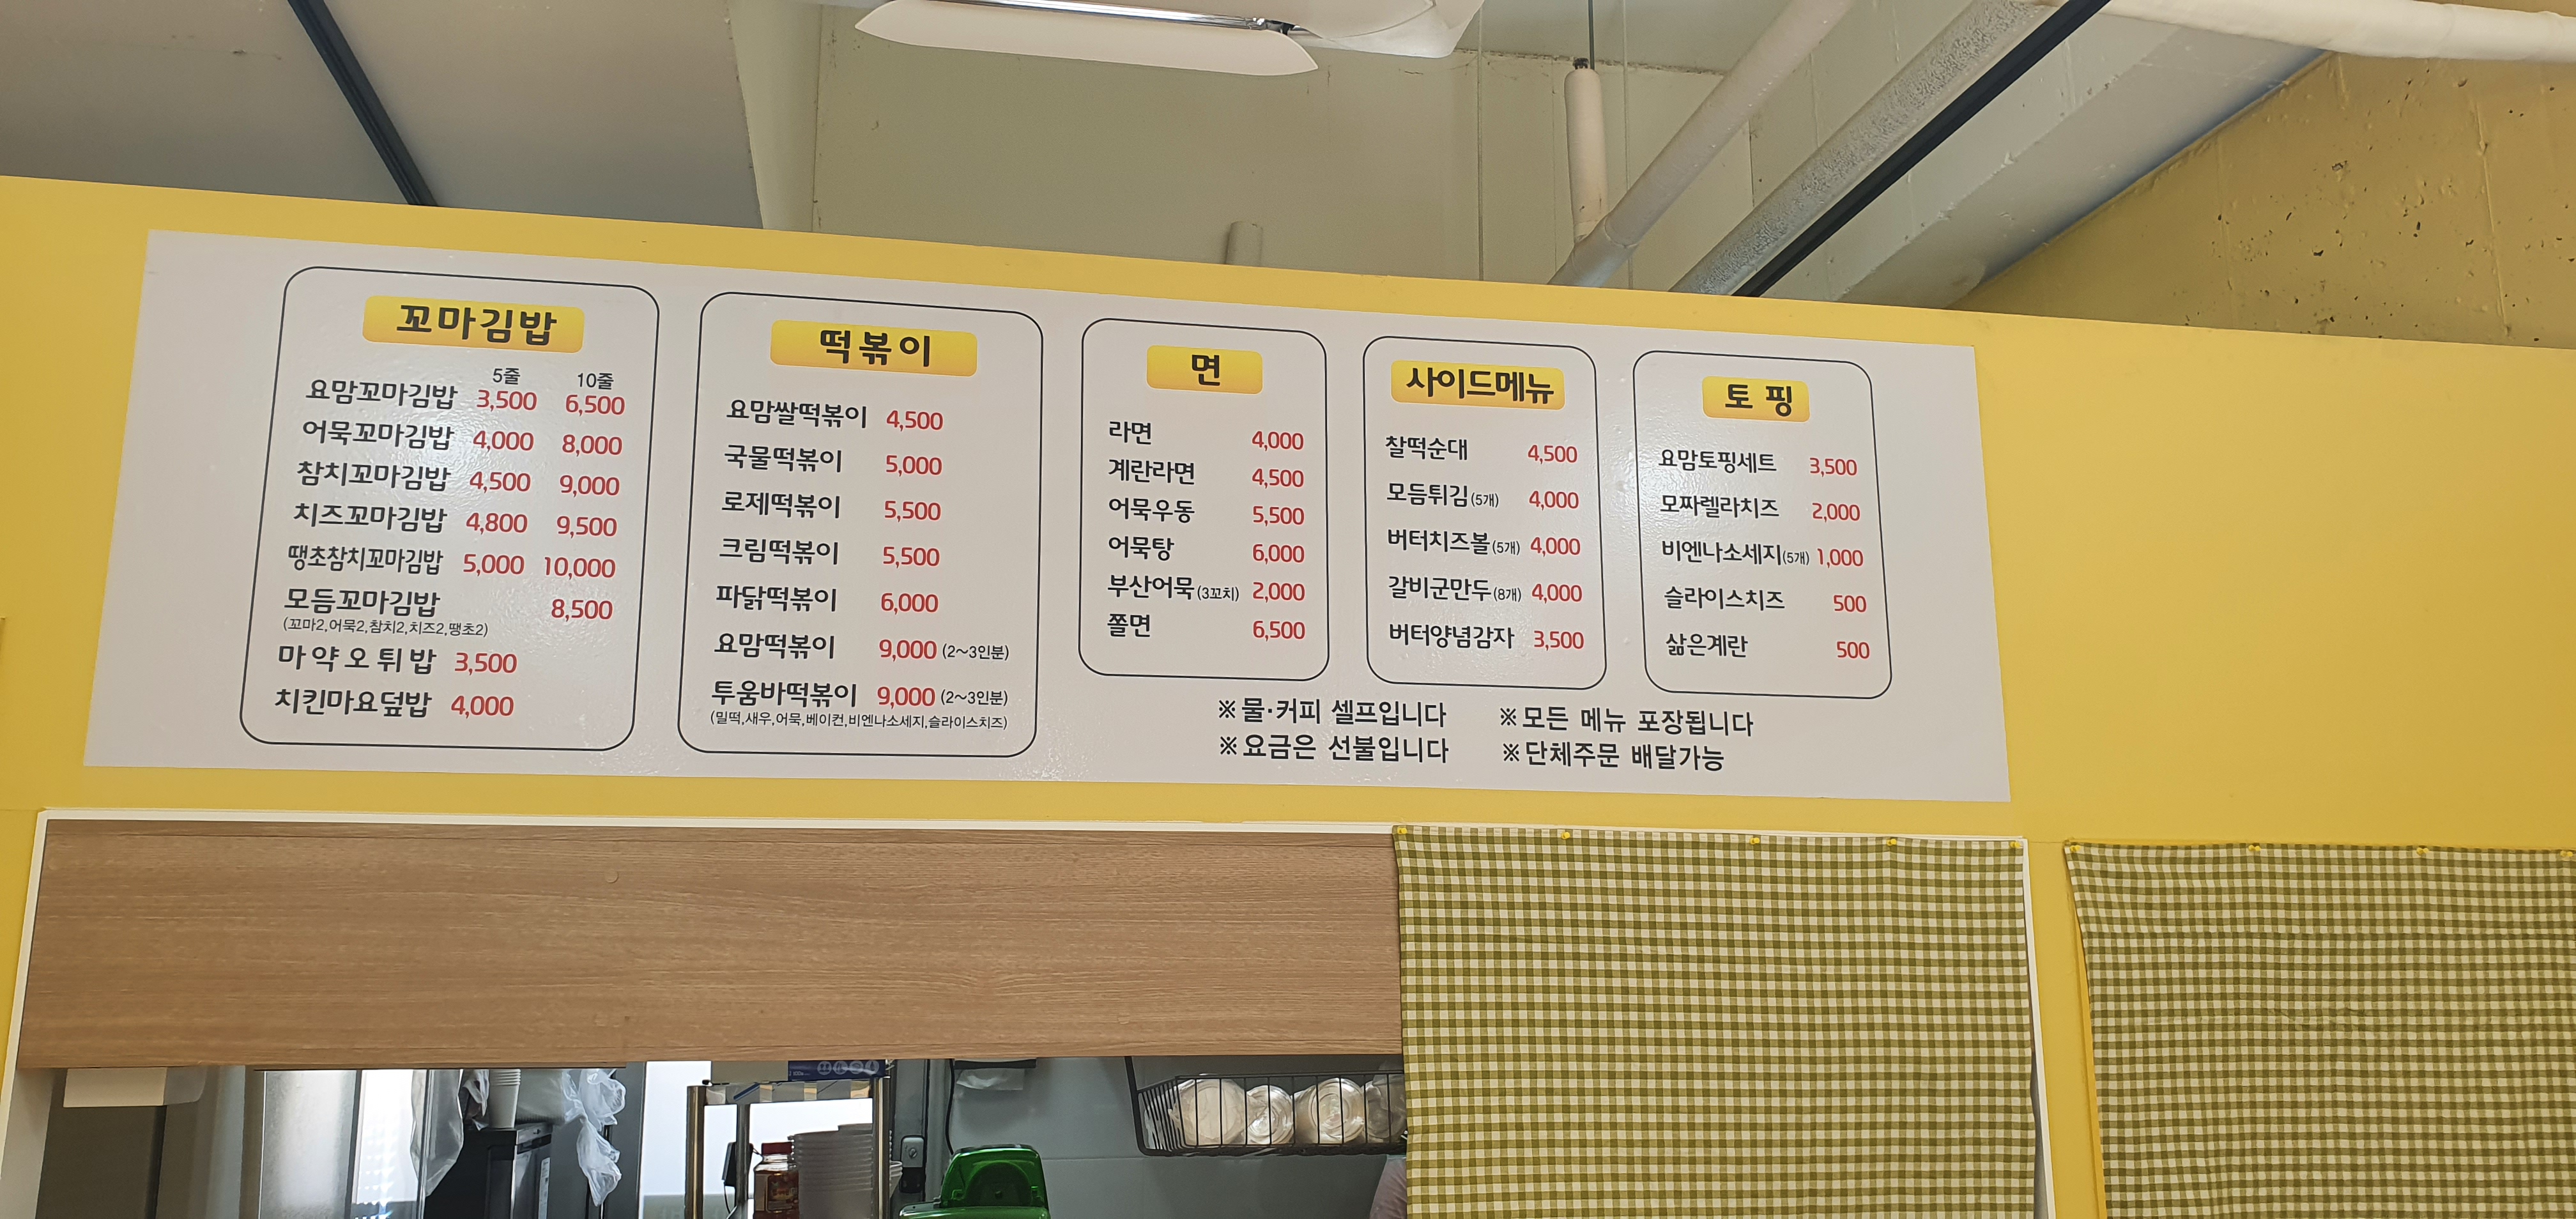 꼬마김밥
5줄 10줄
요맘꼬마김밥 3,500 6,500
어묵꼬마김밥 4,000 8,000
참치꼬마김밥 4,500 9,000
치즈꼬마김밥 4,800 9,500
땡초참치꼬마김밥 5,000 10,000
모듬꼬마김밥 8,500
(꼬마2,어묵2,참치2,치즈2,땡초2)
마약오튀밥 3,500
치킨마요덮밥 4,000
떡볶이
요맘쌀떡볶이 4,500
국물떡볶이 5,000
로제떡볶이 5,500
크림떡볶이 5,500
파닭떡볶이 6,000
요맘떡볶이 9,000 (2~3인분)
투움바떡볶이 9,000 (2~3인분)
(밀떡,새우,어묵,베이컨,비엔나소세지,슬라이스치즈)
면
라면 4,000
계란라면 4,500
어묵우동 5,500
어묵탕 6,000
부산어묵(3꼬치) 2,000
쫄면 6,500
사이드메뉴
찰떡순대 4,500
모듬튀김(5개) 4,000
버터치즈볼(5개) 4,000
갈비군만두(8개) 4,000
버터양념감자 3,500
토핑
요맘토핑세트 3,500
모짜렐라치즈 2,000
비엔나소세지(5개) 1,000
슬라이스치즈 500
삶은계란 500
※물·커피 셀프입니다 ※모든 메뉴 포장됩니다
※요금은 선불입니다 ※단체주문 배달가능